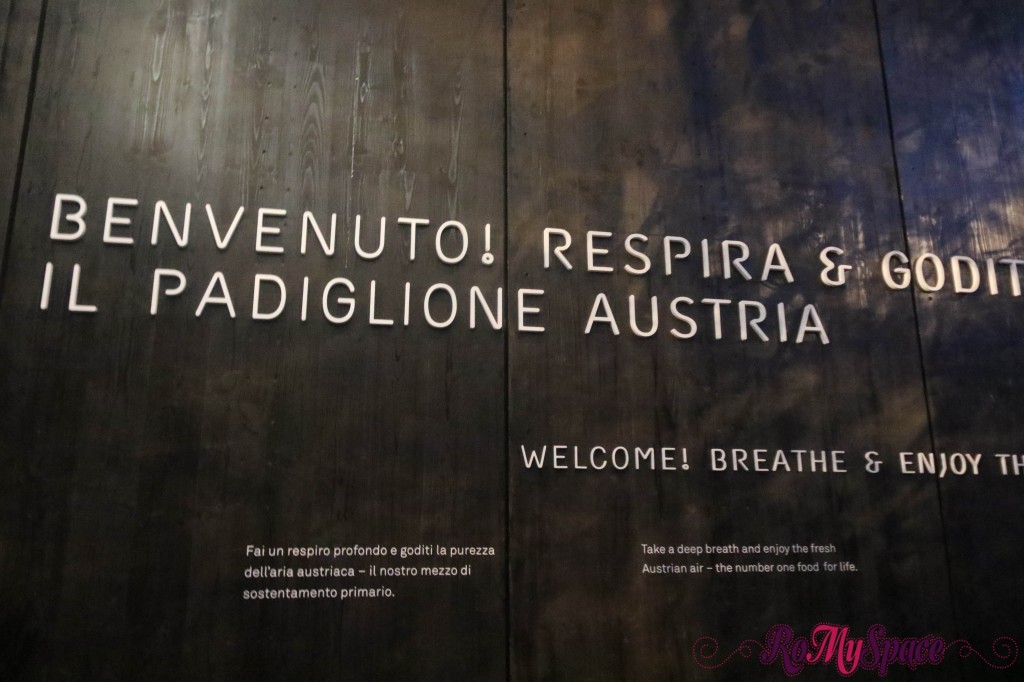 BENVENUTO! RESPIRA & GODIT
IL PADIGLIONE AUSTRIA
WELCOME! BREATHE & ENJOY TH
Fai un respiro profondo e goditi la purezza
dell'aria austriaca – il nostro mezzo di
sostentamento primario.
Take a deep breath and enjoy the fresh
Austrian air – the number one food for life.
RoMySpace